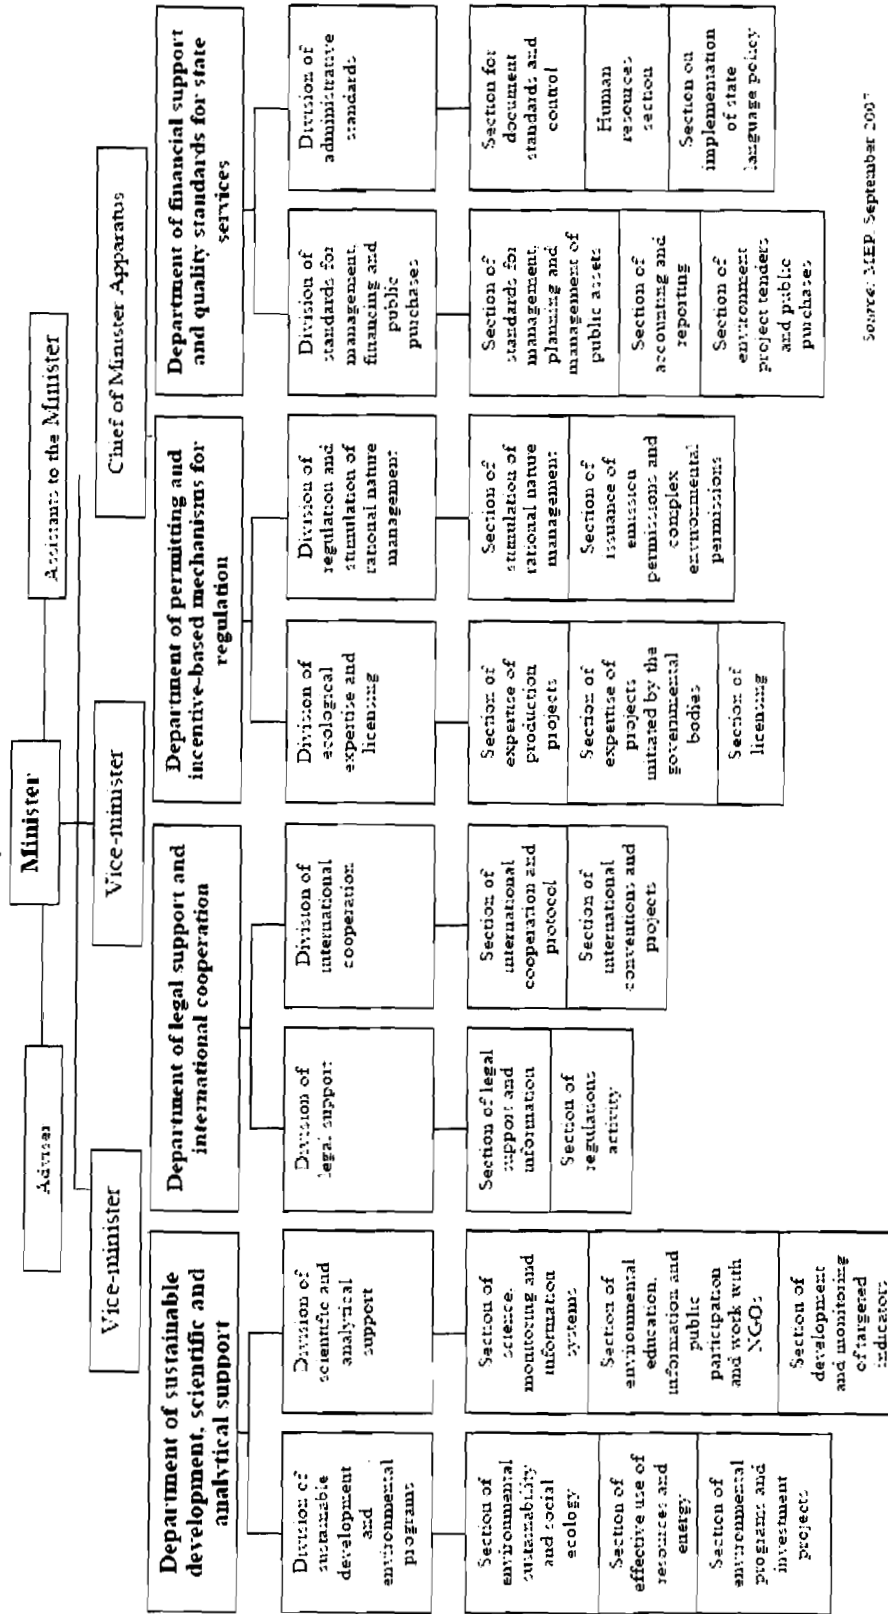 Minister
Adviser
Assistants to the Minister
Vice-minister
Vice-minister
Chief of Minister Apparatus
Department of sustainable
development, scientific and
analytical support
Department of legal support and
international cooperation
Department of permitting and
incentive-based mechanisms for
regulation
Department of financial support
and quality standards for state
services
Division of
sustainable
development
and
environmental
programs
Division of
scientific and
analytical
support
Division of
legal support
Division of
international
cooperation
Division of
ecological
expertise and
licensing
Division of
regulation and
stimulation of
rational nature
management
Division of
standards for
management,
financing and
public
purchases
Division of
administrative
standards
Section of
environmental
sustainability
and social
ecology
Section of
effective use of
resources and
energy
Section of
environmental
programs and
investment
projects
Section of
science,
monitoring and
information
systems
Section of
environmental
education,
information and
public
participation
and work with
NGOs
Section of
development
and monitoring
of targeted
indicators
Section of legal
support and
information
Section of
regulations
activity
Section of
international
cooperation and
protocol
Section of
international
conventions and
projects
Section of
expertise of
production
projects
Section of
expertise of
projects
initiated by the
governmental
bodies
Section of
licensing
Section of
stimulation of
rational nature
management
Section of
issuance of
emission
permissions and
complex
environmental
permissions
Section of
standards for
management,
planning and
management of
public assets
Section of
accounting and
reporting
Section of
environment
project tenders
and public
purchases
Section for
document
standards and
control
Human
resources
section
Section on
implementation
of state
language policy
Source: MEP, September 2007